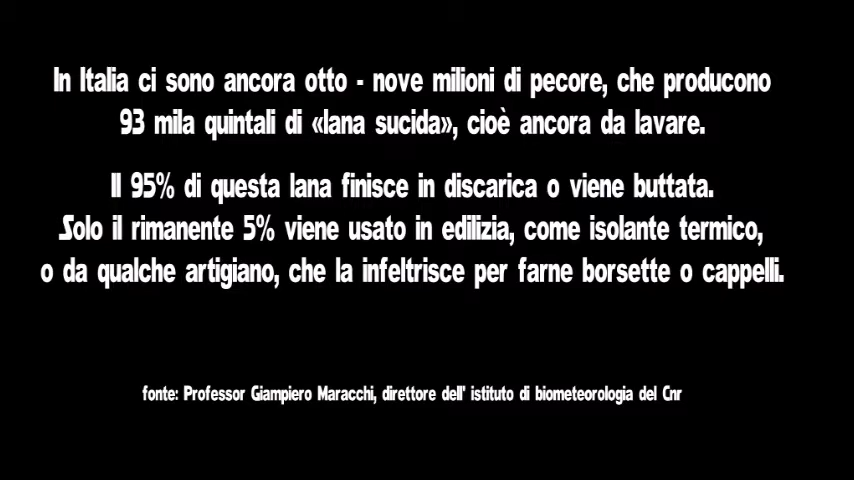 In Italia ci sono ancora otto - nove milioni di pecore, che producono
93 mila quintali di «lana sucida», cioè ancora da lavare.
Il 95% di questa lana finisce in discarica o viene buttata.
Solo il rimanente 5% viene usato in edilizia, come isolante termico,
o da qualche artigiano, che la infeltrisce per farne borsette o cappelli.
fonte: Professor Giampiero Maracchi, direttore dell' istituto di biometeorologia del Cnr